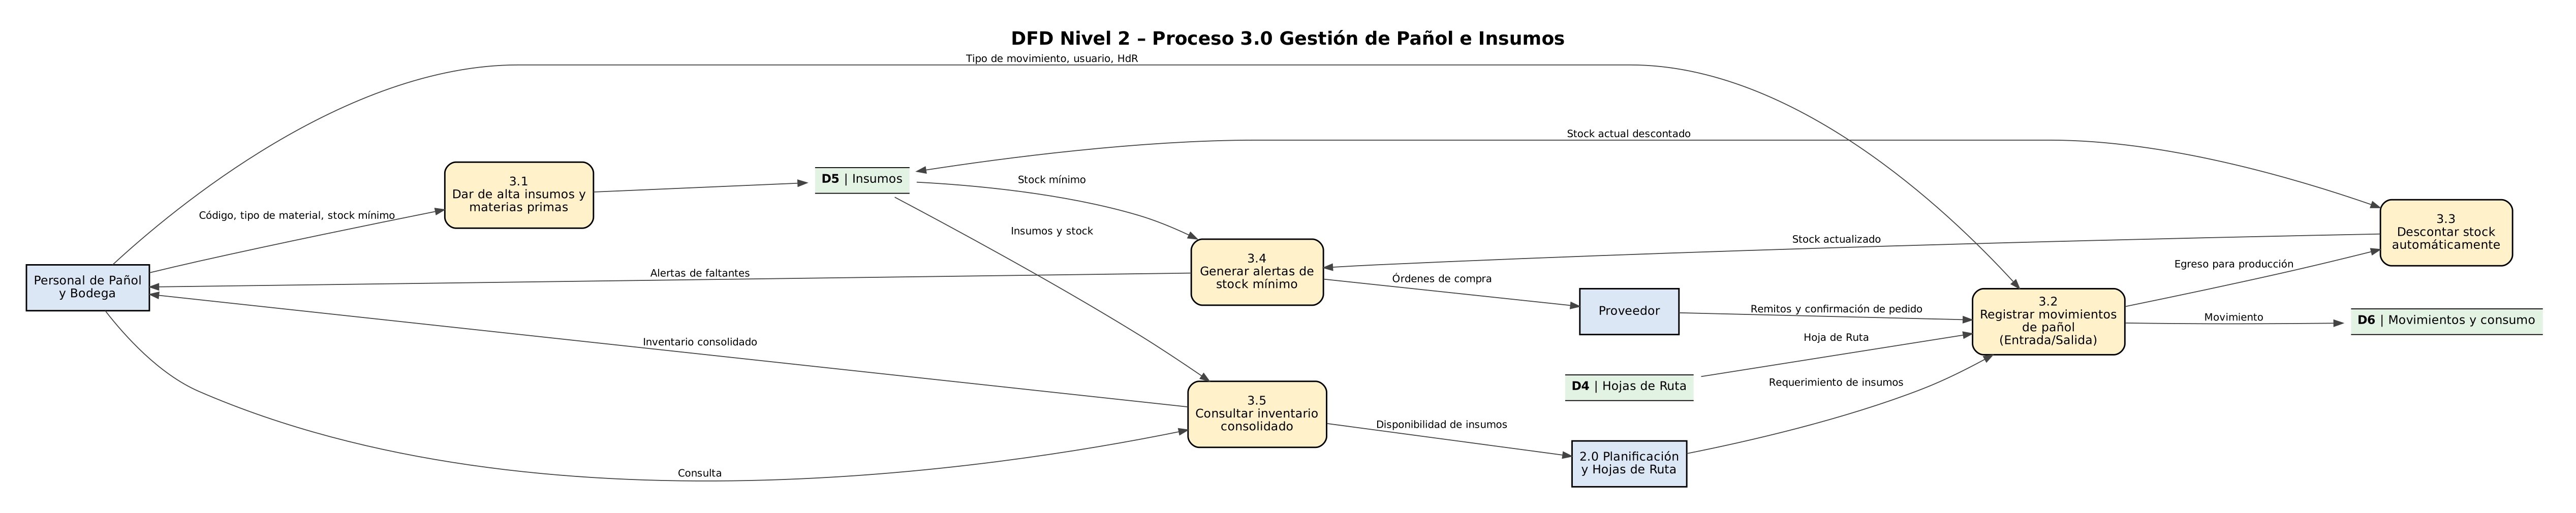 DFD Nivel 2 – Proceso 3.0 Gestión de Pañol e Insumos
Tipo de movimiento, usuario, HdR
Stock actual descontado
3.1
Dar de alta insumos y
materias primas
D5 | Insumos
Stock mínimo
Código, tipo de material, stock mínimo
Insumos y stock
3.3
Descontar stock
automáticamente
Stock actualizado
3.4
Generar alertas de
stock mínimo
Egreso para producción
Personal de Pañol
y Bodega
Alertas de faltantes
Órdenes de compra
Proveedor
Remitos y confirmación de pedido
3.2
Registrar movimientos
de pañol
(Entrada/Salida)
Movimiento
D6 | Movimientos y consumo
Inventario consolidado
Hoja de Ruta
D4 | Hojas de Ruta
Requerimiento de insumos
3.5
Consultar inventario
consolidado
Disponibilidad de insumos
2.0 Planificación
y Hojas de Ruta
Consulta